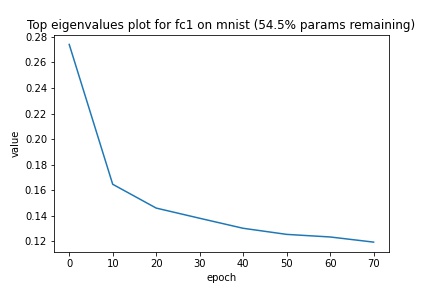 Top eigenvalues plot for fc1 on mnist (54.5% params remaining)
0.28
0.26
0.24
0.22
0.20
0.18
0.16
0.14
0.12
value
0 10 20 30 40 50 60 70
epoch